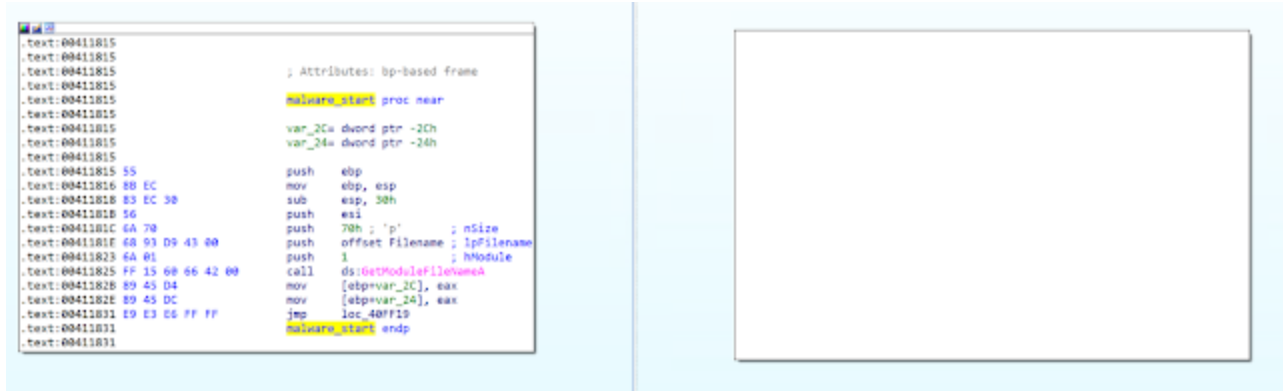 .text:00411815
.text:00411815
.text:00411815 ; Attributes: bp-based frame
.text:00411815
.text:00411815 malware_start proc near
.text:00411815
.text:00411815 var_2C= dword ptr -2Ch
.text:00411815 var_24= dword ptr -24h
.text:00411815
.text:00411815 55 push ebp
.text:00411816 8B EC mov ebp, esp
.text:00411818 83 EC 30 sub esp, 30h
.text:0041181B 56 push esi
.text:0041181C 6A 70 push 70h ; 'p' ; nSize
.text:0041181E 68 93 D9 43 00 push offset Filename ; lpFilename
.text:00411823 6A 01 push 1 ; hModule
.text:00411825 FF 15 60 66 42 00 call ds:GetModuleFileNameA
.text:0041182B 89 45 D4 mov [ebp+var_2C], eax
.text:0041182E 89 45 DC mov [ebp+var_24], eax
.text:00411831 E9 E3 E6 FF FF jmp loc_40FF19
.text:00411831 malware_start endp
.text:00411831